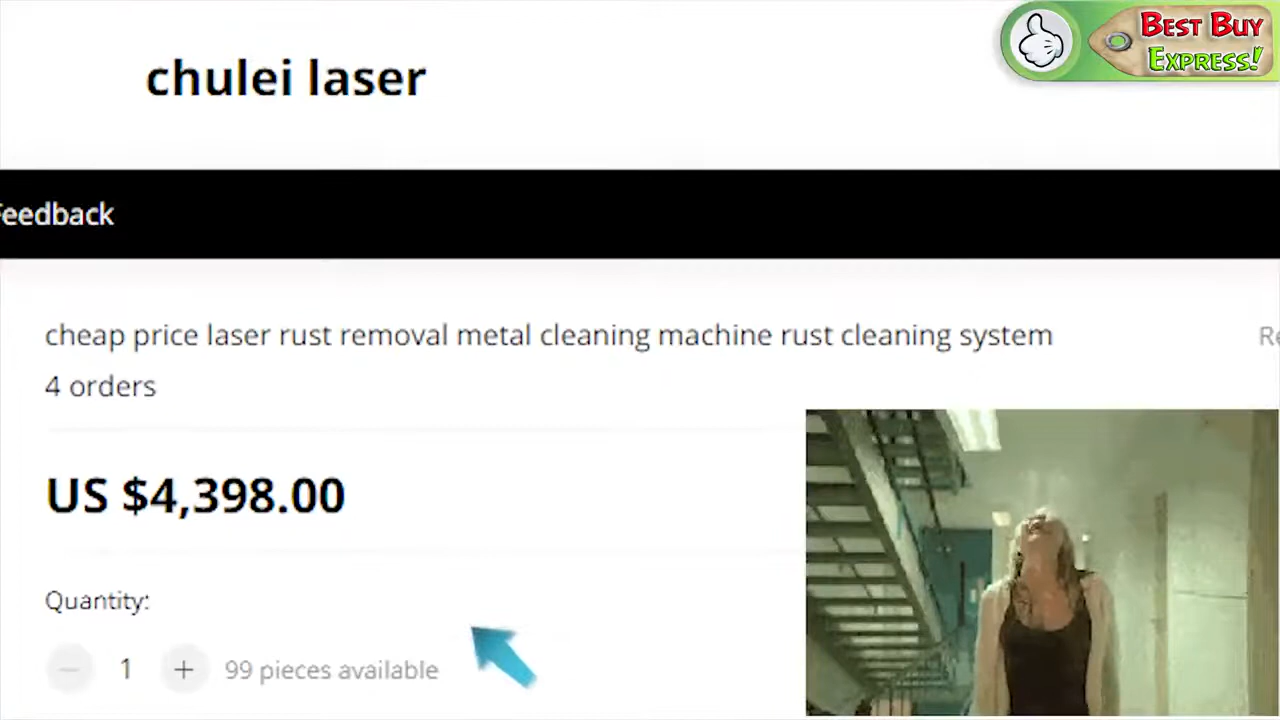 BEST BUY
EXPRESS!
chulei laser
Feedback
cheap price laser rust removal metal cleaning machine rust cleaning system
4 orders
US $4,398.00
Quantity:
1
99 pieces available